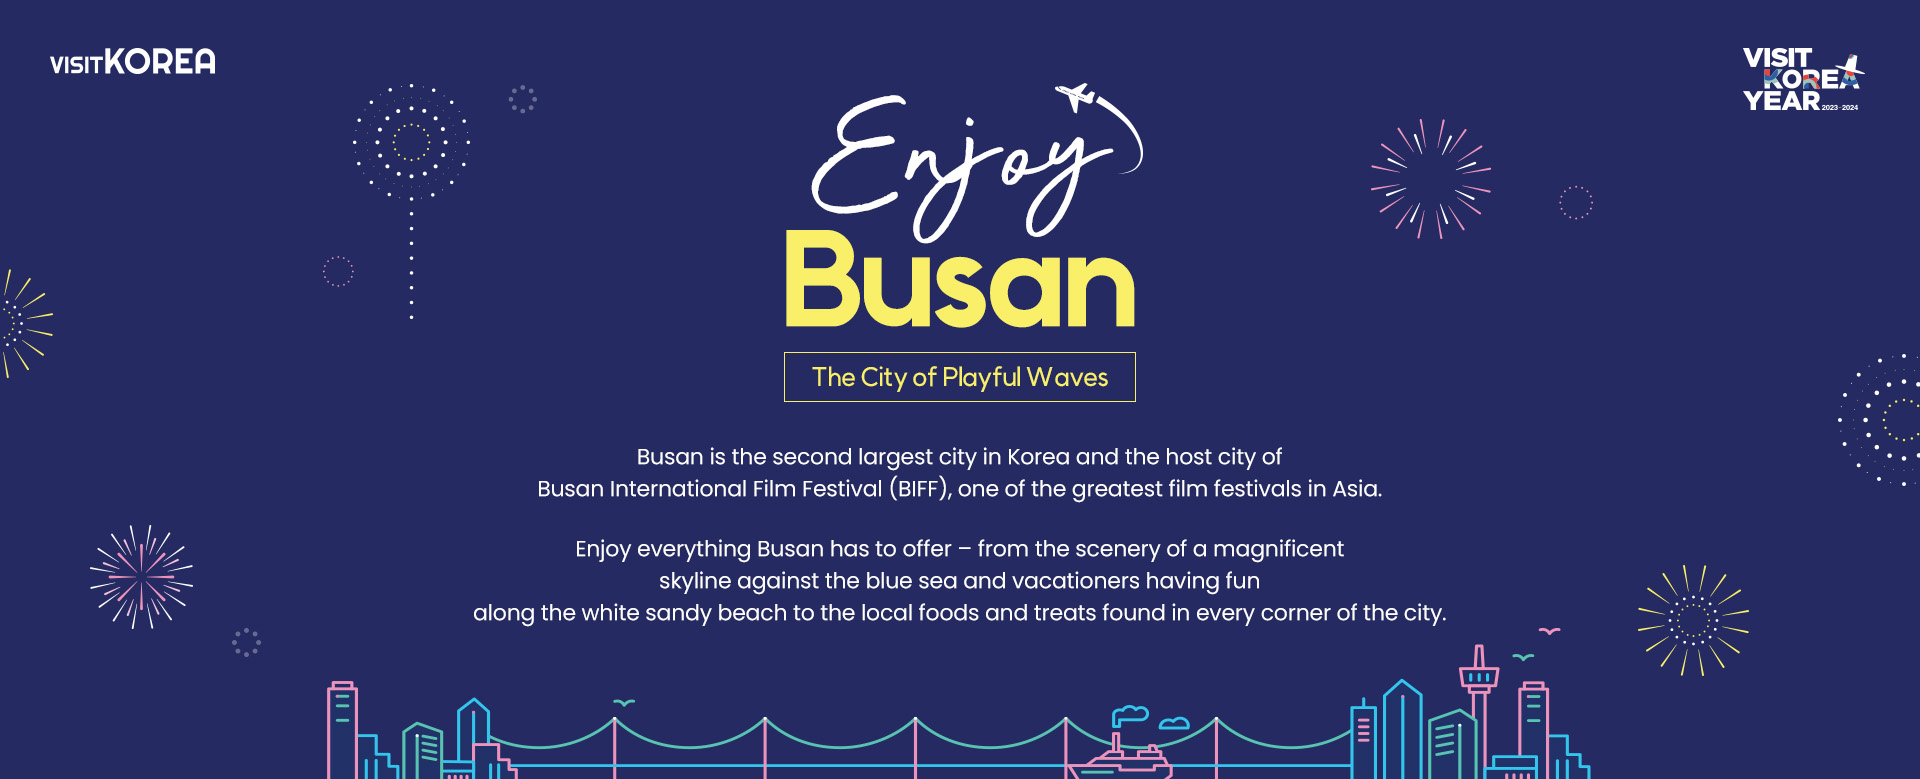 VISITKOREA
VISIT
KOREA
YEAR 2023-2024
Enjoy
Busan
The City of Playful Waves
Busan is the second largest city in Korea and the host city of
Busan International Film Festival (BIFF), one of the greatest film festivals in Asia.
Enjoy everything Busan has to offer – from the scenery of a magnificent
skyline against the blue sea and vacationers having fun
along the white sandy beach to the local foods and treats found in every corner of the city.